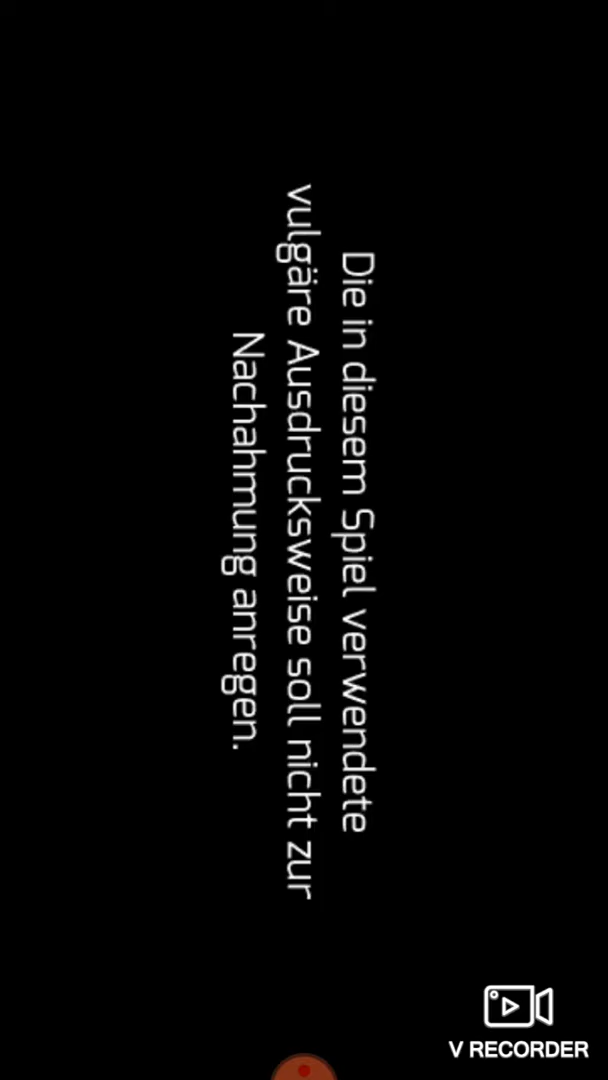 Die in diesem Spiel verwendete
vulgäre Ausdrucksweise soll nicht zur
Nachahmung anregen.
V RECORDER